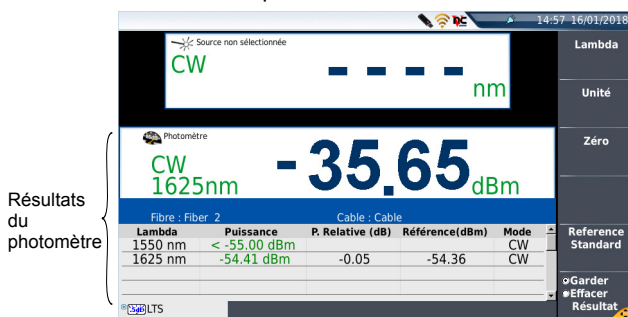 14:57 16/01/2018
Source non sélectionnée
CW
- - - -
nm
Lambda
Unité
Zéro
Résultats du photomètre
Photomètre
CW
1625nm
-35.65 dBm
Fibre : Fiber 2 Cable : Cable
Lambda Puissance P. Relative (dB) Référence(dBm) Mode
1550 nm < -55.00 dBm CW
1625 nm -54.41 dBm -0.05 -54.36 CW
Reference Standard
Garder
Effacer
Résultat
LTS